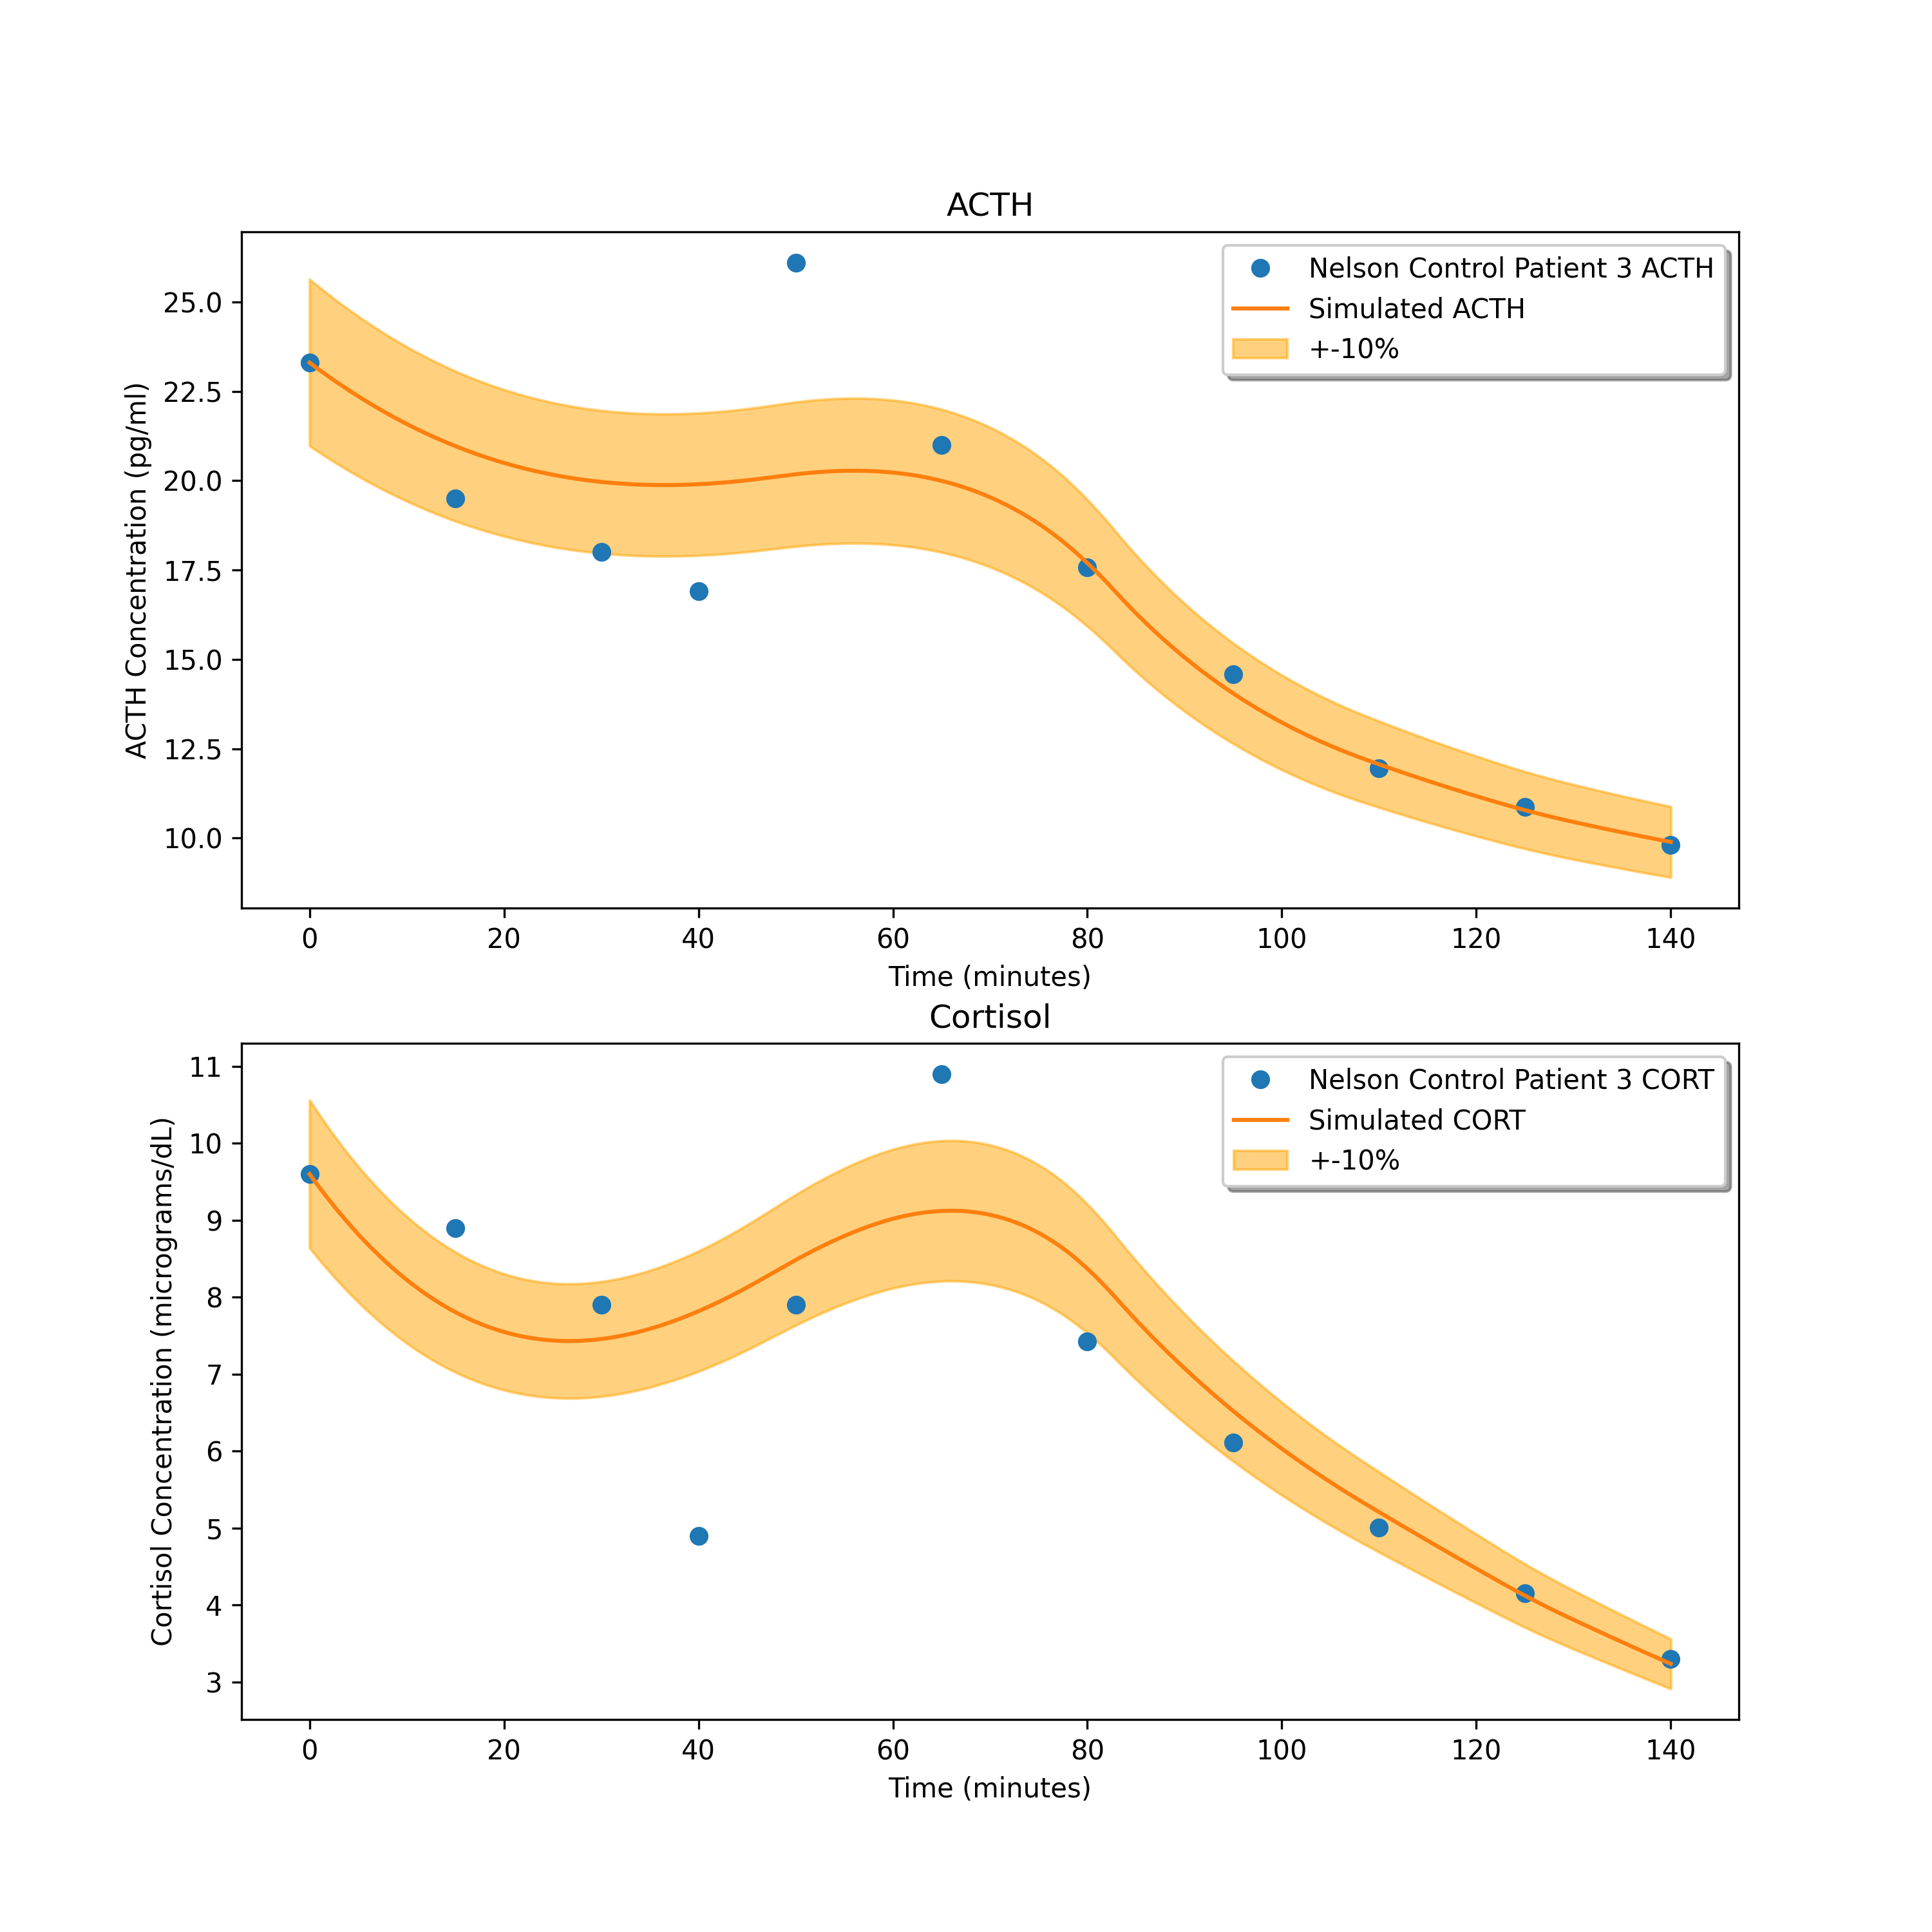 ACTH
Nelson Control Patient 3 ACTH
Simulated ACTH
+-10%
ACTH Concentration (pg/ml)
25.0
22.5
20.0
17.5
15.0
12.5
10.0
0 20 40 60 80 100 120 140
Time (minutes)
Cortisol
Nelson Control Patient 3 CORT
Simulated CORT
+-10%
Cortisol Concentration (micrograms/dL)
11
10
9
8
7
6
5
4
3
0 20 40 60 80 100 120 140
Time (minutes)